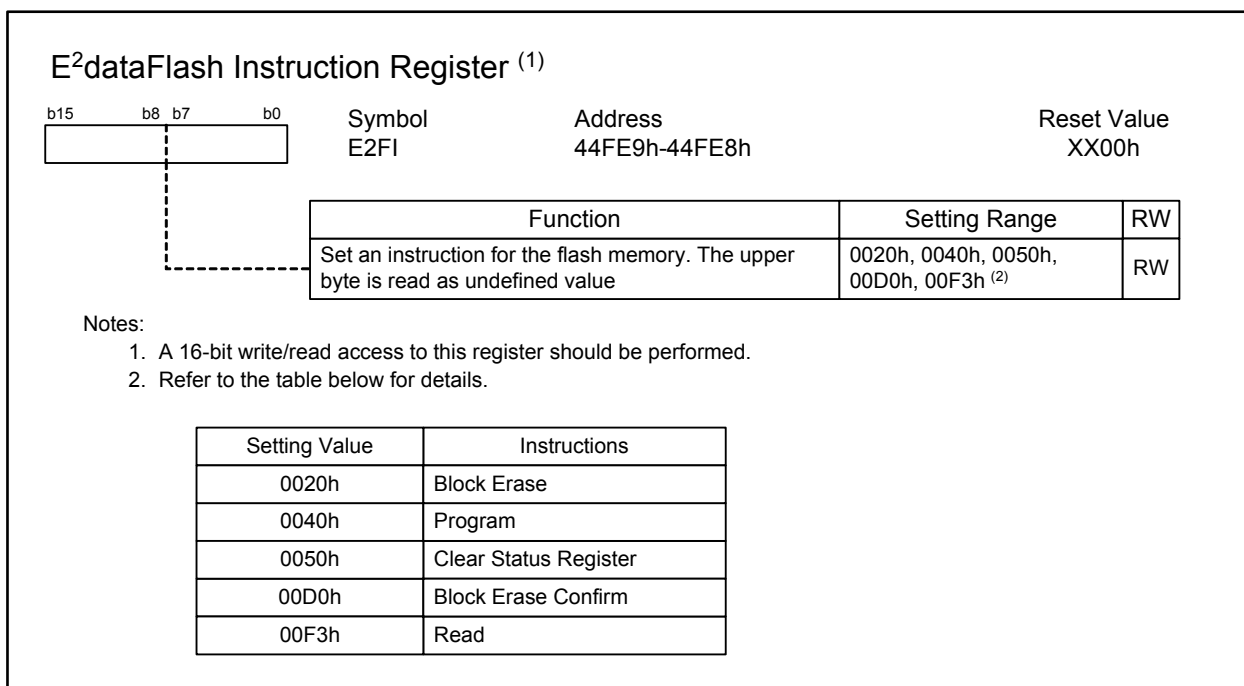 E²dataFlash Instruction Register (1)
b15 b8 b7 b0
Symbol Address Reset Value
E2FI 44FE9h-44FE8h XX00h
Function Setting Range RW
Set an instruction for the flash memory. The upper
byte is read as undefined value
0020h, 0040h, 0050h,
00D0h, 00F3h (2)
RW
Notes:
1. A 16-bit write/read access to this register should be performed.
2. Refer to the table below for details.
Setting Value Instructions
0020h Block Erase
0040h Program
0050h Clear Status Register
00D0h Block Erase Confirm
00F3h Read